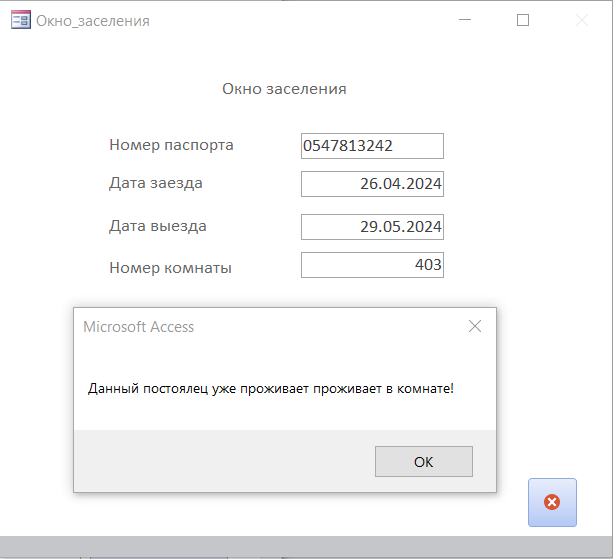 Окно_заселения
Окно заселения
Номер паспорта 0547813242
Дата заезда 26.04.2024
Дата выезда 29.05.2024
Номер комнаты 403
Microsoft Access
Данный постоялец уже проживает проживает в комнате!
ОК